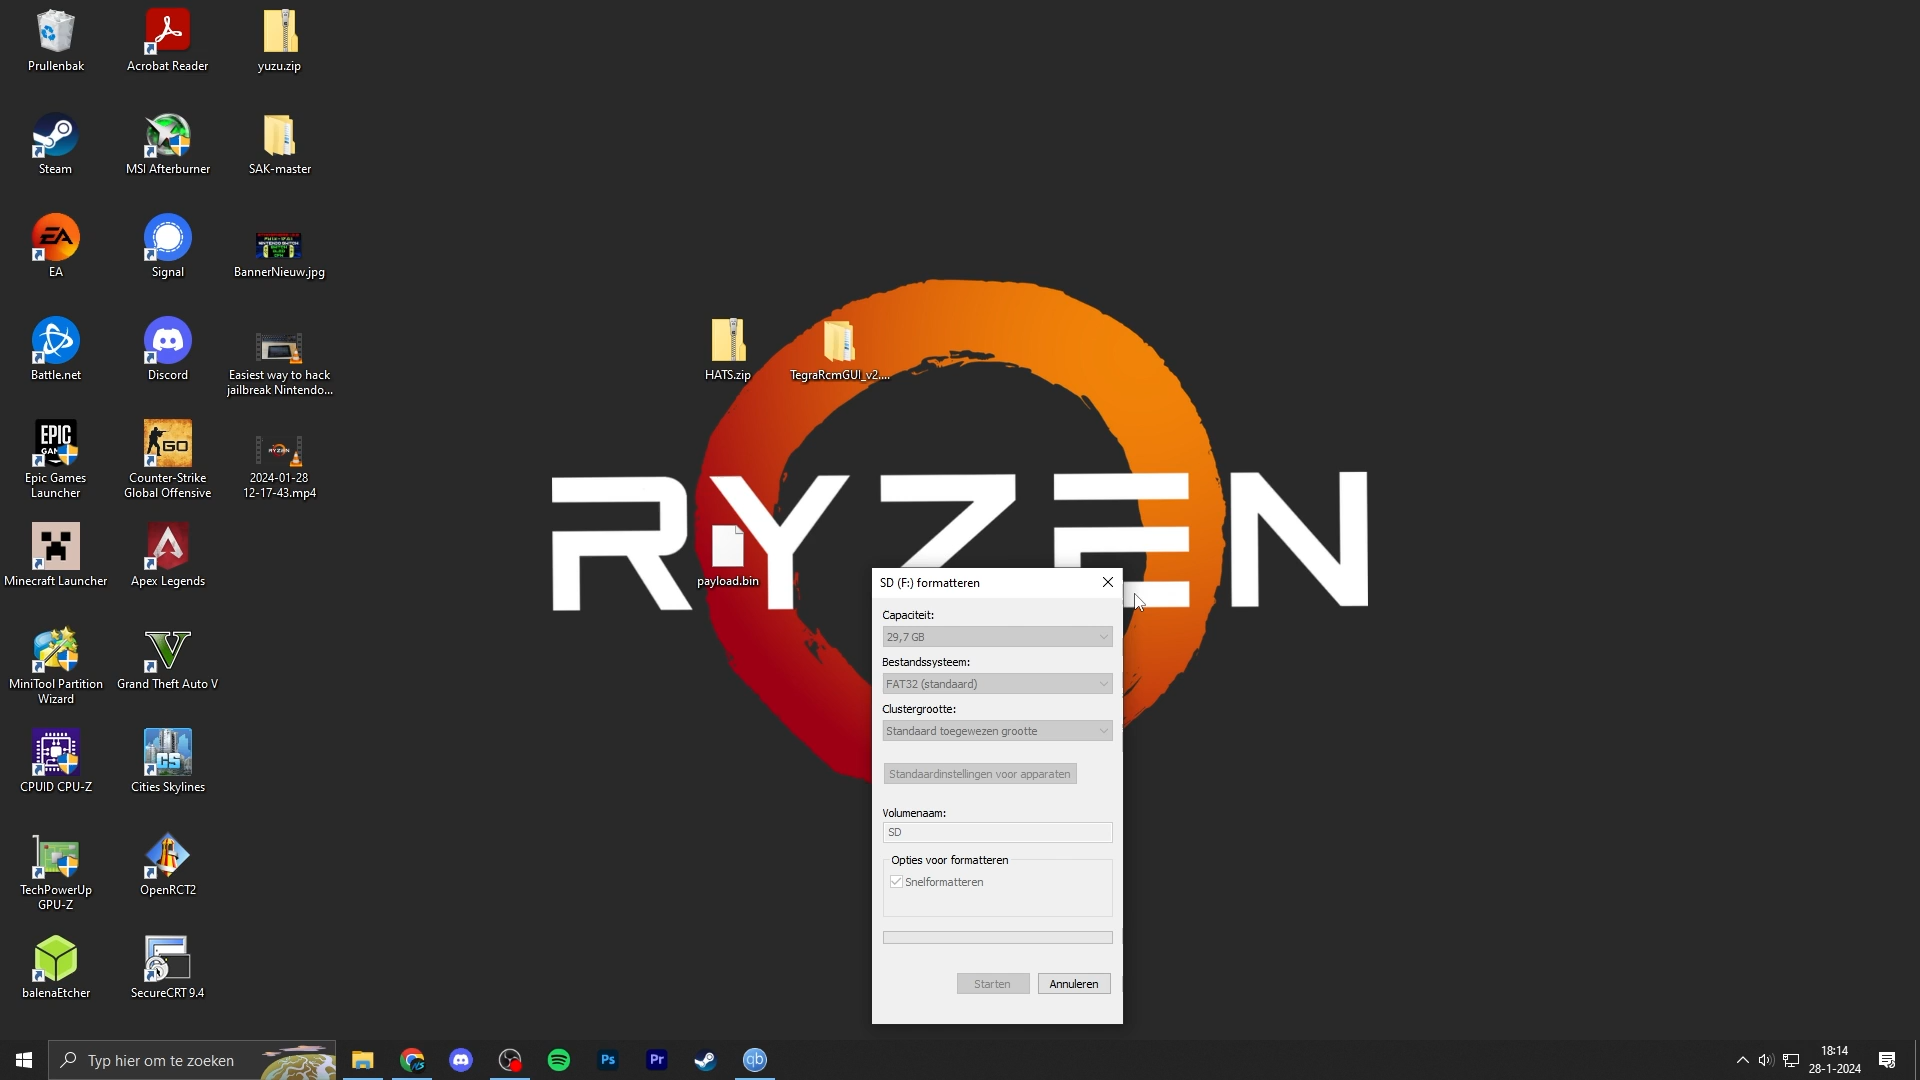 Prullenbak
Acrobat Reader
yuzu.zip
Steam
MSI Afterburner
SAK-master
EA
Signal
BannerNieuw.jpg
Battle.net
Discord
Easiest way to hack
jailbreak Nintendo...
HATS.zip
TegraRcmGUI_v2....
Epic Games
Launcher
Counter-Strike
Global Offensive
2024-01-28
12-17-43.mp4
RYZEN
Minecraft Launcher
Apex Legends
payload.bin
MiniTool Partition
Wizard
Grand Theft Auto V
CPUID CPU-Z
Cities Skylines
TechPowerUp
GPU-Z
OpenRCT2
balenaEtcher
SecureCRT 9.4
SD (F:) formatteren
Capaciteit:
29,7 GB
Bestandssysteem:
FAT32 (standaard)
Clustergrootte:
Standaard toegewezen grootte
Standaardinstellingen voor apparaten
Volumenaam:
SD
Opties voor formatteren
Snelformatteren
Starten
Annuleren
Typ hier om te zoeken
Ps
Pr
qb
18:14
28-1-2024